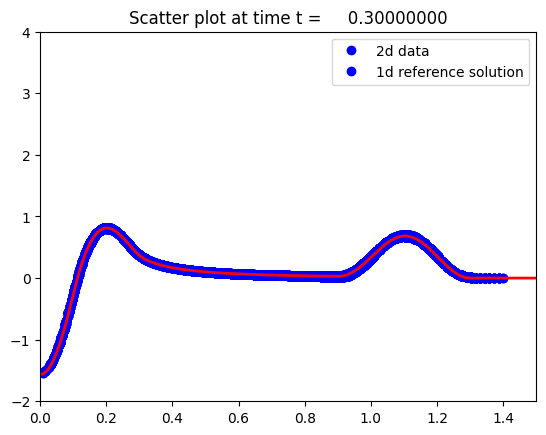 Scatter plot at time t =     0.30000000
4
2d data
1d reference solution
3
2
1
0
−1
−2
0.0 0.2 0.4 0.6 0.8 1.0 1.2 1.4